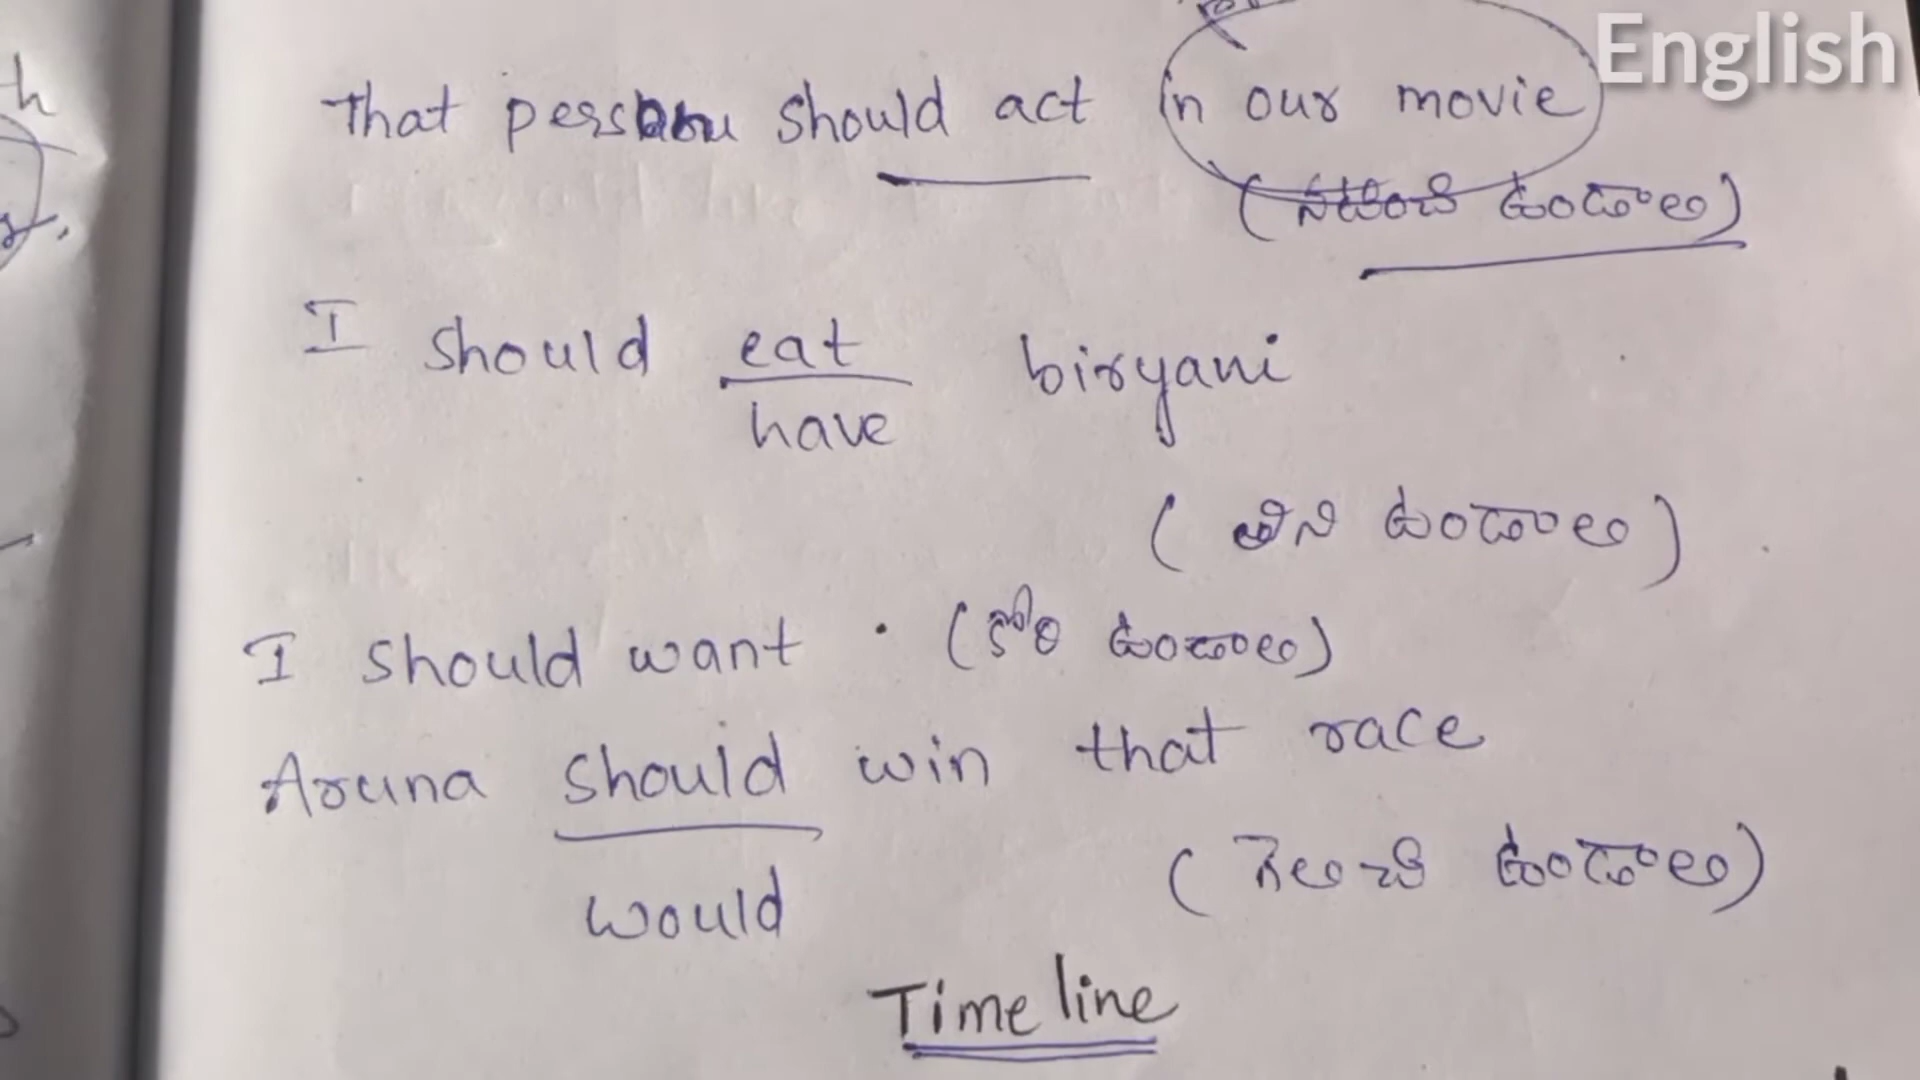 English
That person should act in our movie
(నటించి ఉండాలి)
I should eat biryani
have
(తిని ఉండాలి)
I should want. (కోరి ఉండాలి)
Aruna should win that race
would
(గెలిచి ఉండాలి)
Time line